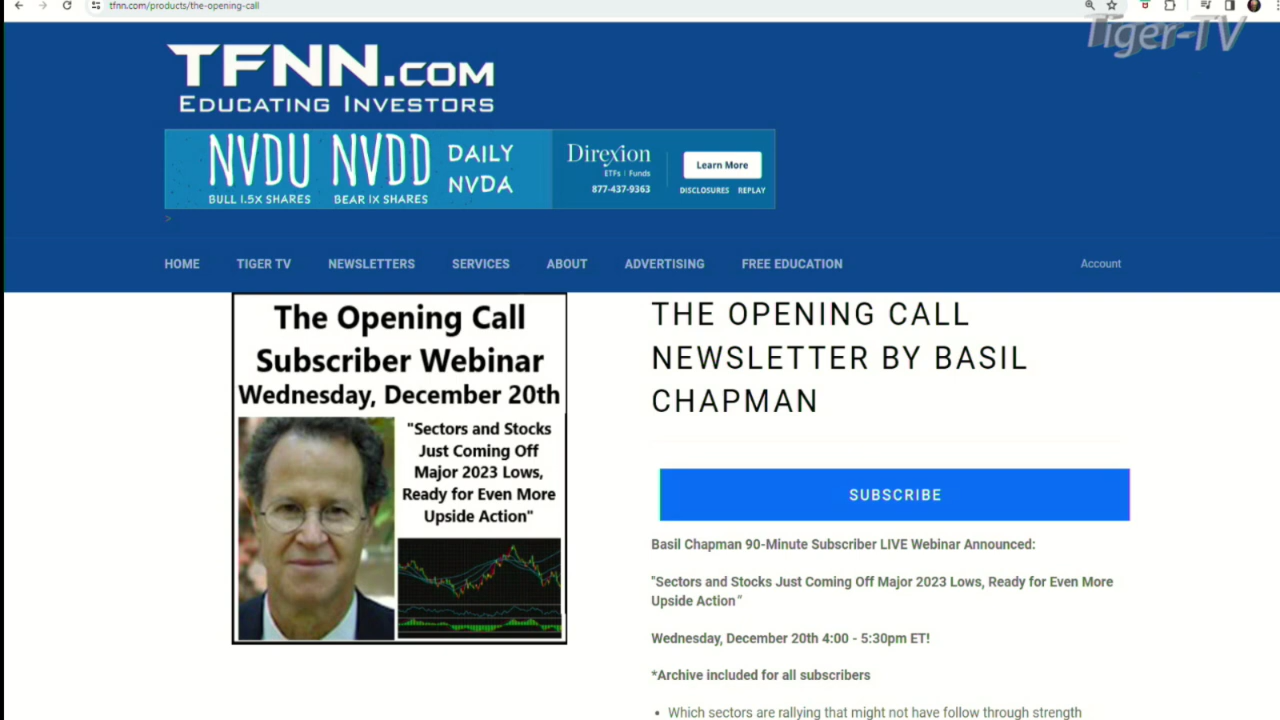 tfnn.com/products/the-opening-call
Tiger-TV
TFNN.COM
EDUCATING INVESTORS
NVDU NVDD DAILY NVDA
BULL 1.5X SHARES BEAR 1X SHARES
Direxion
ETFs | Funds
877-437-9363
Learn More
DISCLOSURES REPLAY
>
HOME TIGER TV NEWSLETTERS SERVICES ABOUT ADVERTISING FREE EDUCATION Account
The Opening Call
Subscriber Webinar
Wednesday, December 20th
"Sectors and Stocks
Just Coming Off
Major 2023 Lows,
Ready for Even More
Upside Action"
THE OPENING CALL
NEWSLETTER BY BASIL
CHAPMAN
SUBSCRIBE
Basil Chapman 90-Minute Subscriber LIVE Webinar Announced:
"Sectors and Stocks Just Coming Off Major 2023 Lows, Ready for Even More
Upside Action"
Wednesday, December 20th 4:00 - 5:30pm ET!
*Archive included for all subscribers
• Which sectors are rallying that might not have follow through strength